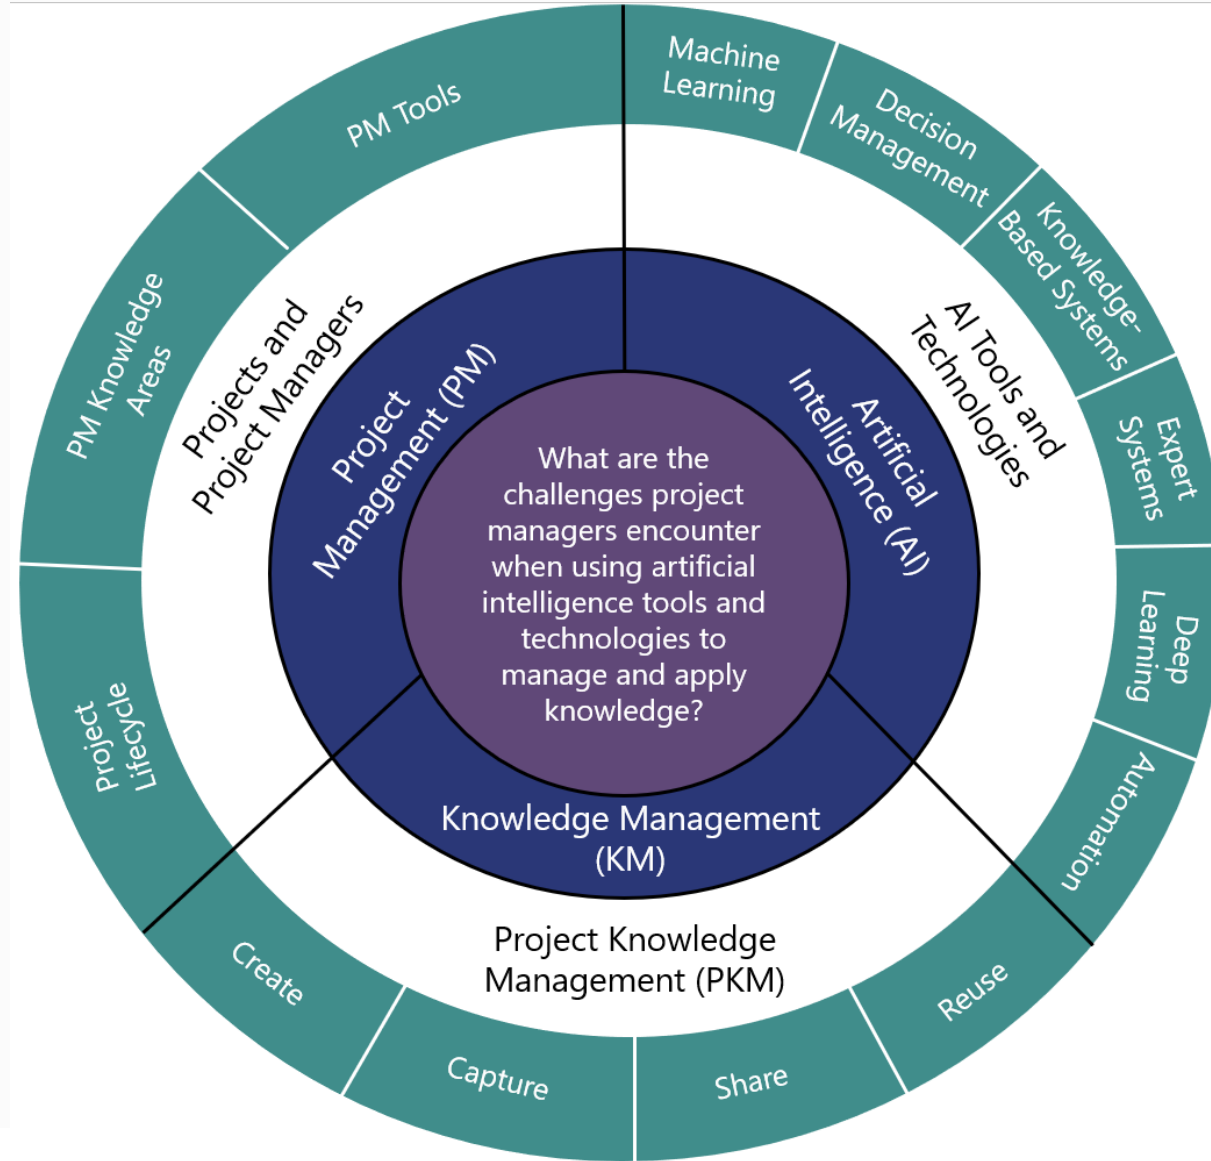 What are the
challenges project
managers encounter
when using artificial
intelligence tools and
technologies to
manage and apply
knowledge?
Project
Management (PM)
Artificial
Intelligence (AI)
Knowledge Management
(KM)
Projects and
Project Managers
AI Tools and
Technologies
Project Knowledge
Management (PKM)
Machine
Learning
Decision
Management
Knowledge-
Based Systems
Expert
Systems
Deep
Learning
Automation
Reuse
Share
Capture
Create
Project
Lifecycle
PM Knowledge
Areas
PM Tools